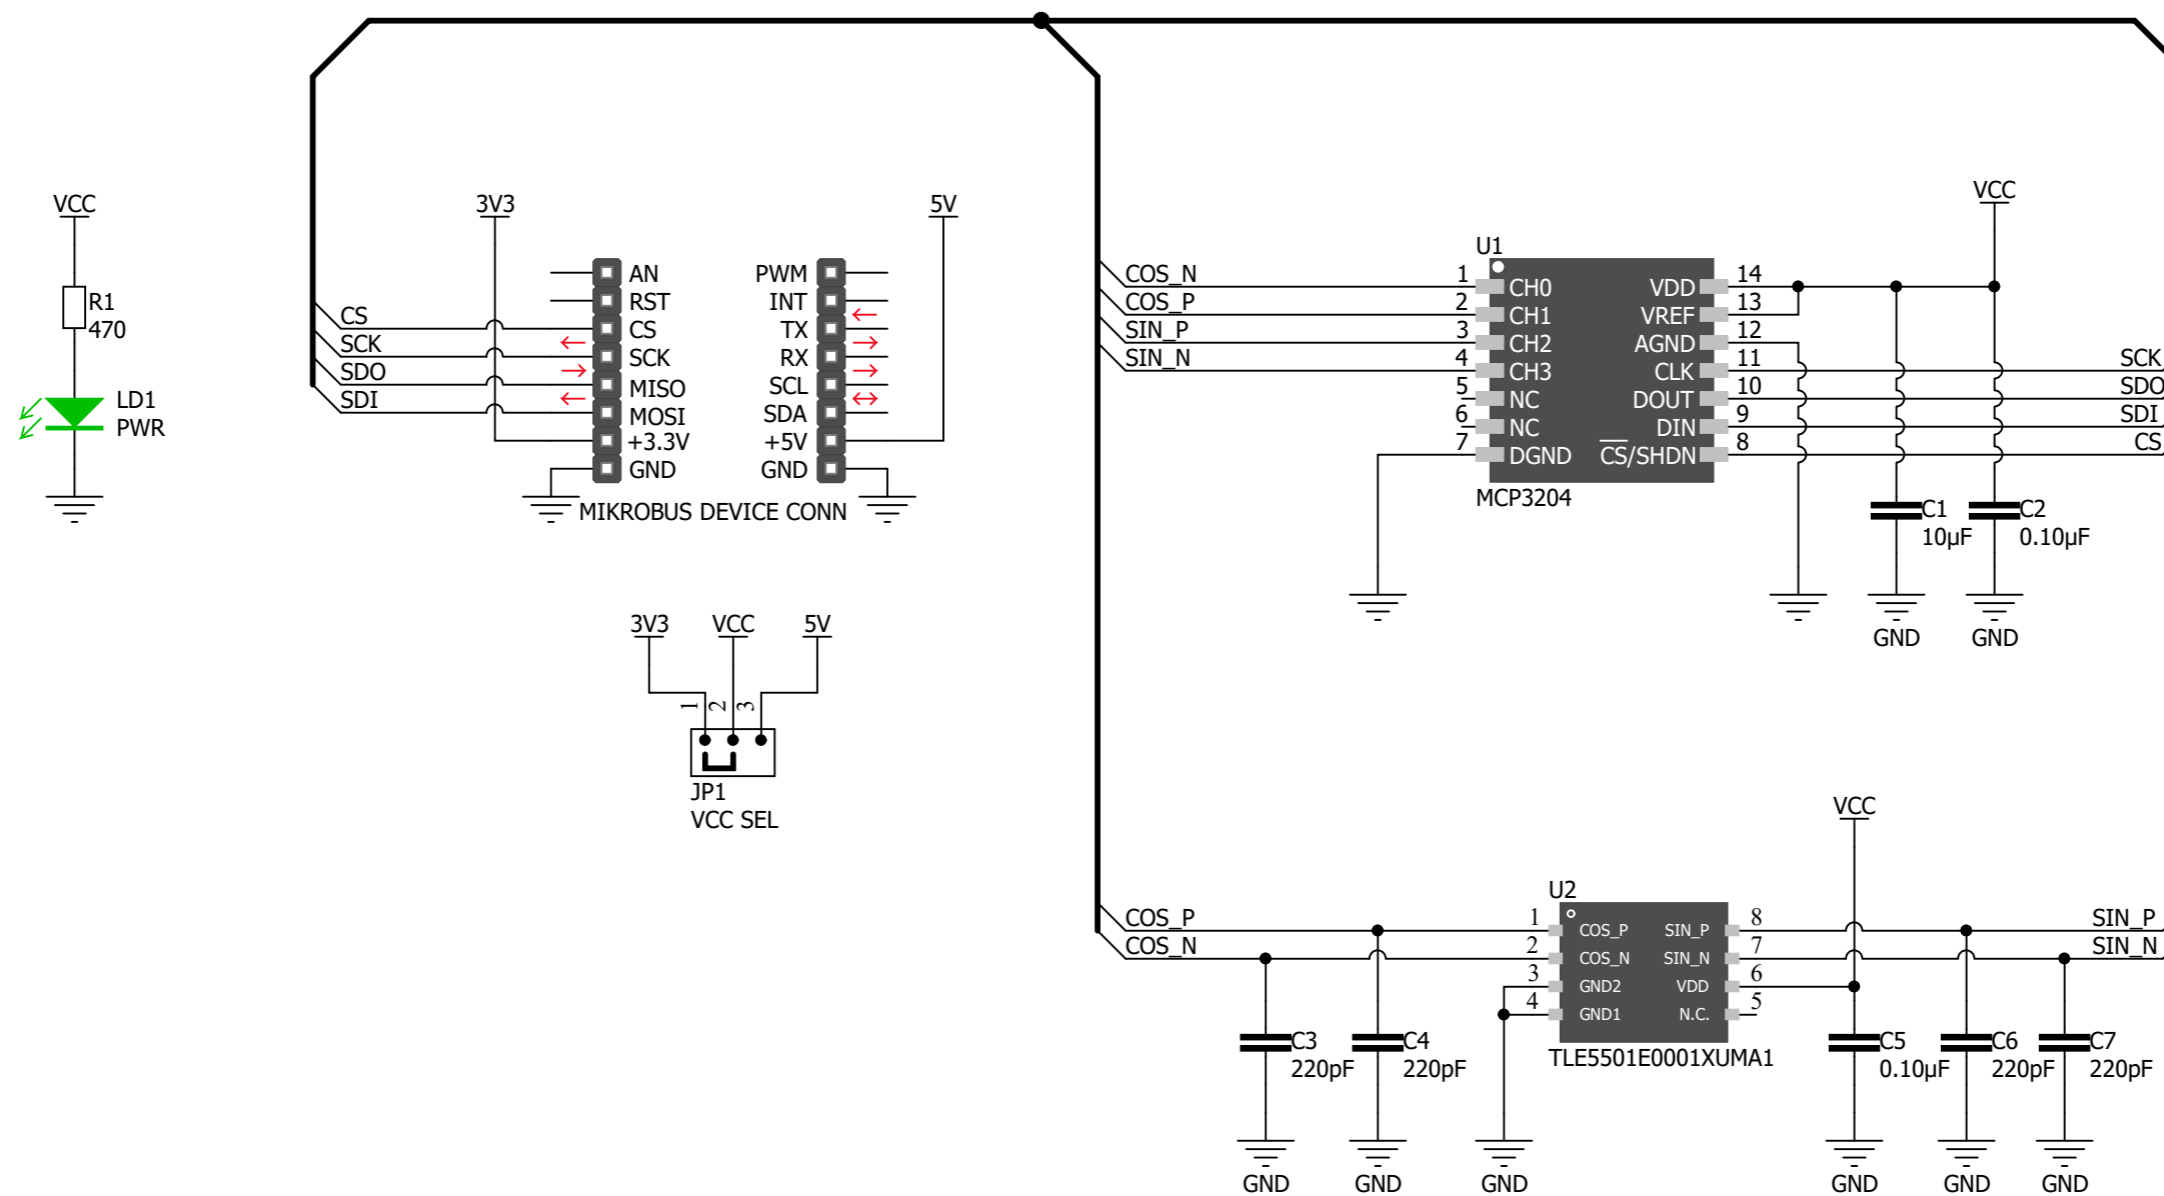 VCC
R1
470
LD1
PWR
3V3
5V
CS
SCK
SDO
SDI
AN
RST
CS
SCK
MISO
MOSI
+3.3V
GND
PWM
INT
TX
RX
SCL
SDA
+5V
GND
MIKROBUS DEVICE CONN
3V3
VCC
5V
1
2
3
JP1
VCC SEL
U1
COS_N
COS_P
SIN_P
SIN_N
1
2
3
4
5
6
7
CH0
CH1
CH2
CH3
NC
NC
DGND
VDD
VREF
AGND
CLK
DOUT
DIN
CS/SHDN
14
13
12
11
10
9
8
MCP3204
VCC
SCK
SDO
SDI
CS
C1
10µF
C2
0.10µF
GND
GND
U2
COS_P
COS_N
1
2
3
4
COS_P
COS_N
GND2
GND1
SIN_P
SIN_N
VDD
N.C.
8
7
6
5
TLE5501E0001XUMA1
VCC
SIN_P
SIN_N
C3
220pF
C4
220pF
C5
0.10µF
C6
220pF
C7
220pF
GND
GND
GND
GND
GND
GND